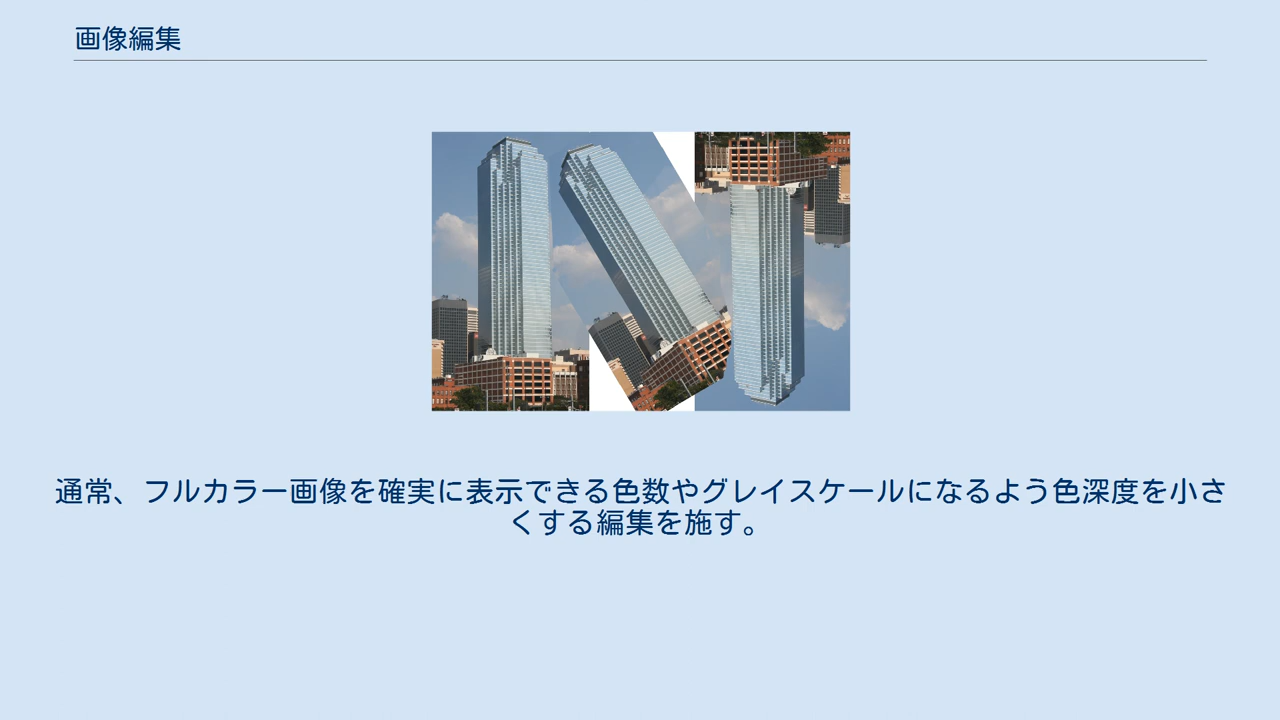 画像編集
通常、フルカラー画像を確実に表示できる色数やグレイスケールになるよう色深度を小さ
くする編集を施す。